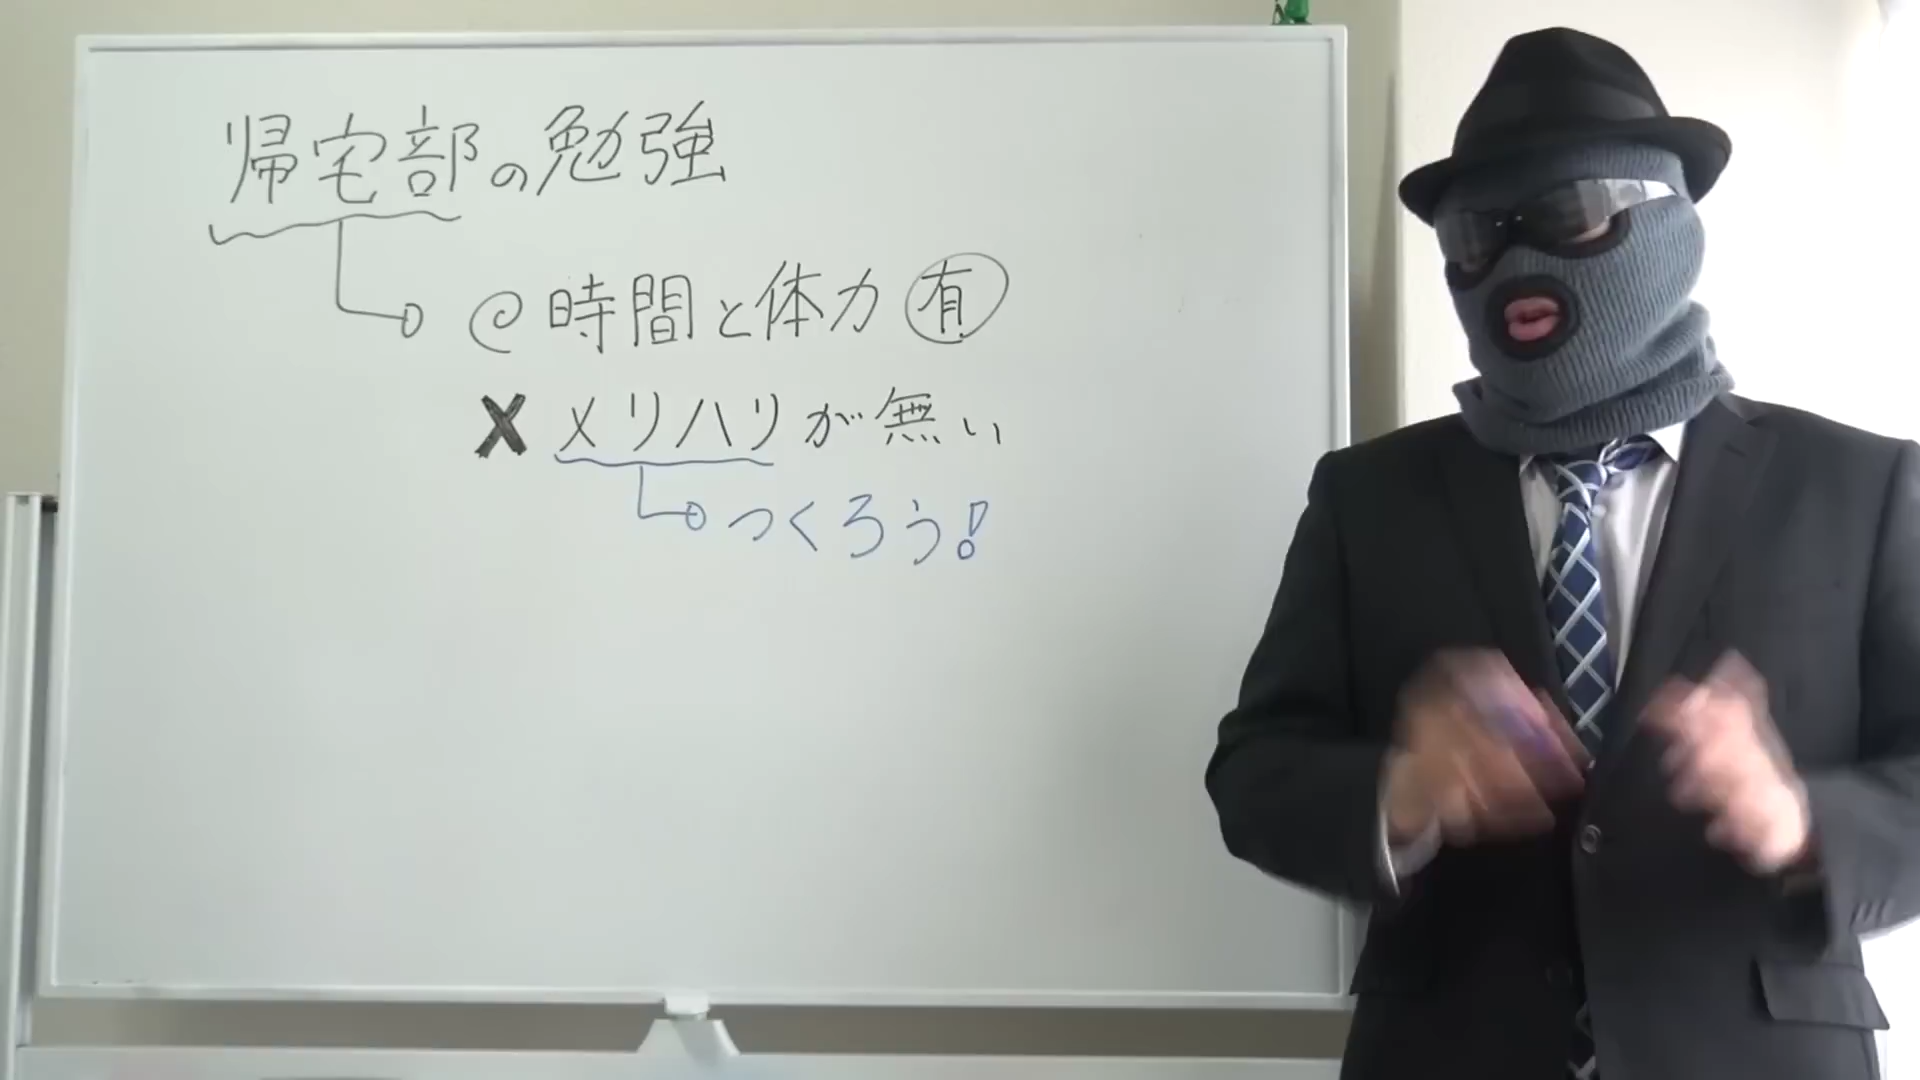 帰宅部の勉強
@時間と体力有
✗メリハリが無い
つくろう!